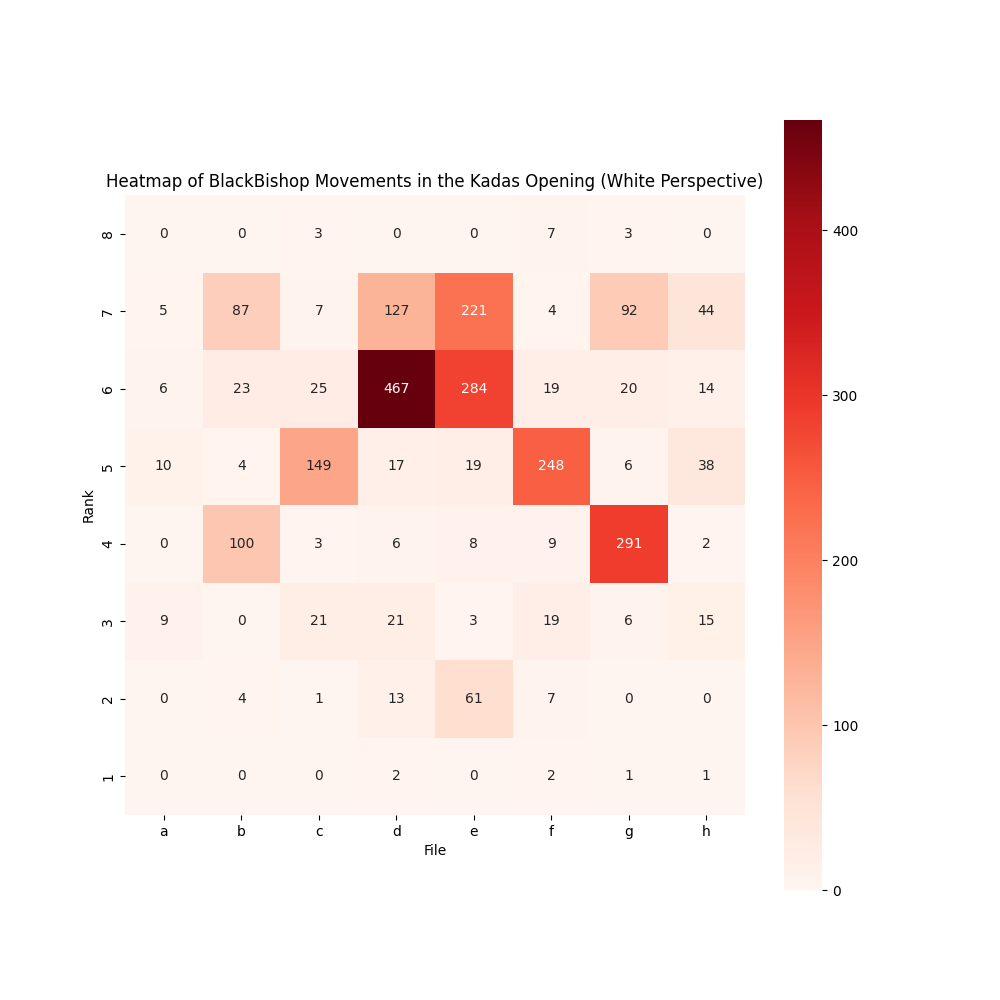 Heatmap of BlackBishop Movements in the Kadas Opening (White Perspective)
8 0 0 3 0 0 7 3 0
7 5 87 7 127 221 4 92 44
6 6 23 25 467 284 19 20 14
5 10 4 149 17 19 248 6 38
4 0 100 3 6 8 9 291 2
3 9 0 21 21 3 19 6 15
2 0 4 1 13 61 7 0 0
1 0 0 0 2 0 2 1 1
a b c d e f g h
File
Rank
400
300
200
100
0